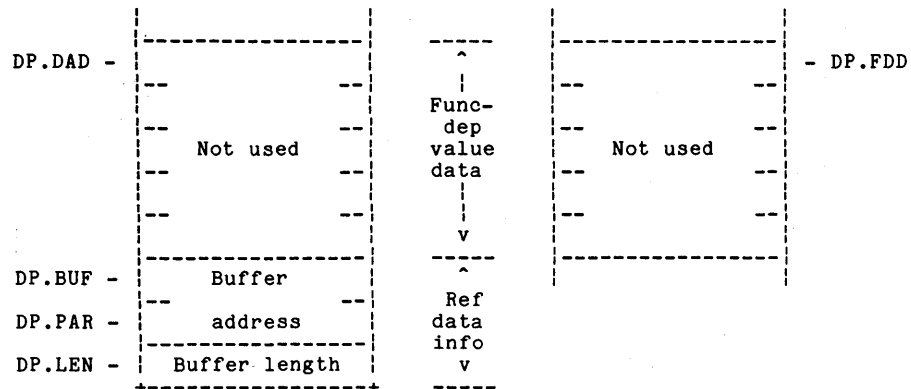 DP.DAD - - DP.FDD
Func-
dep
Not used value Not used
data
v
DP.BUF - Buffer
Ref
DP.PAR - address data
info
DP.LEN - Buffer length v